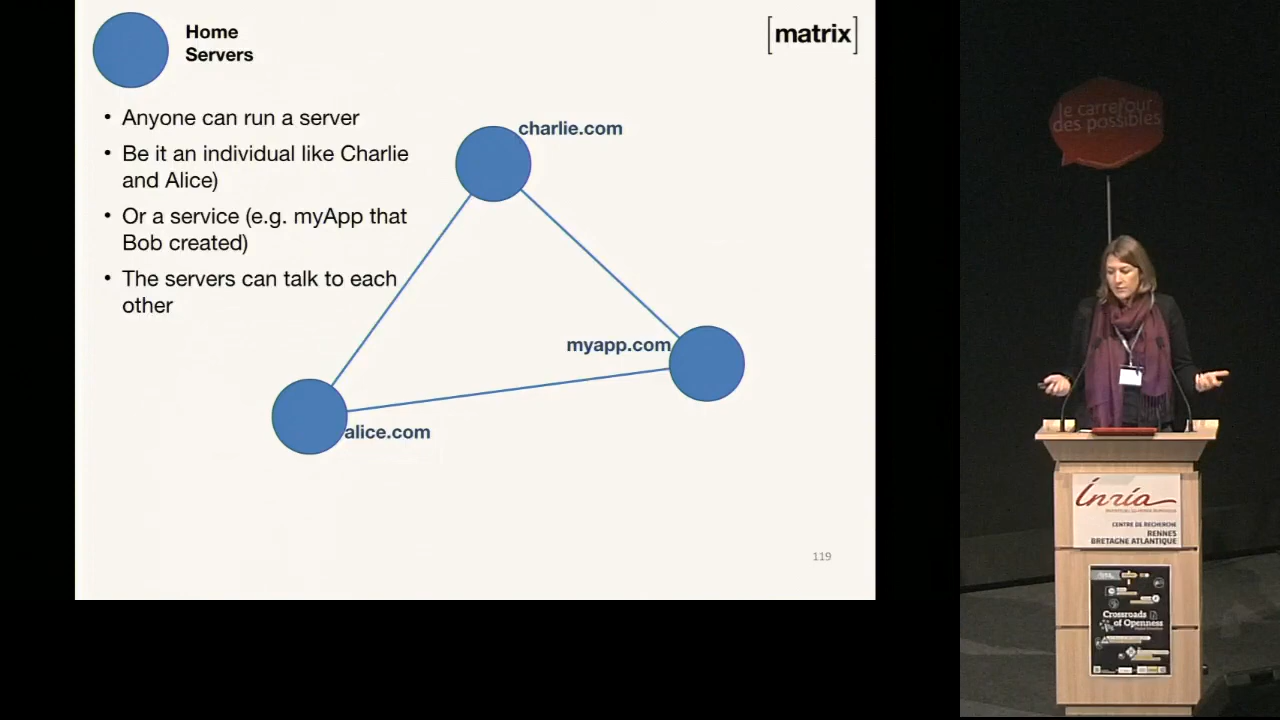 Home
Servers
[matrix]
• Anyone can run a server
• Be it an individual like Charlie
and Alice)
• Or a service (e.g. myApp that
Bob created)
• The servers can talk to each
other
charlie.com
myapp.com
alice.com
119
le carrefour
des possibles
Inria
CENTRE DE RECHERCHE
RENNES
BRETAGNE ATLANTIQUE
Crossroads
of Openness